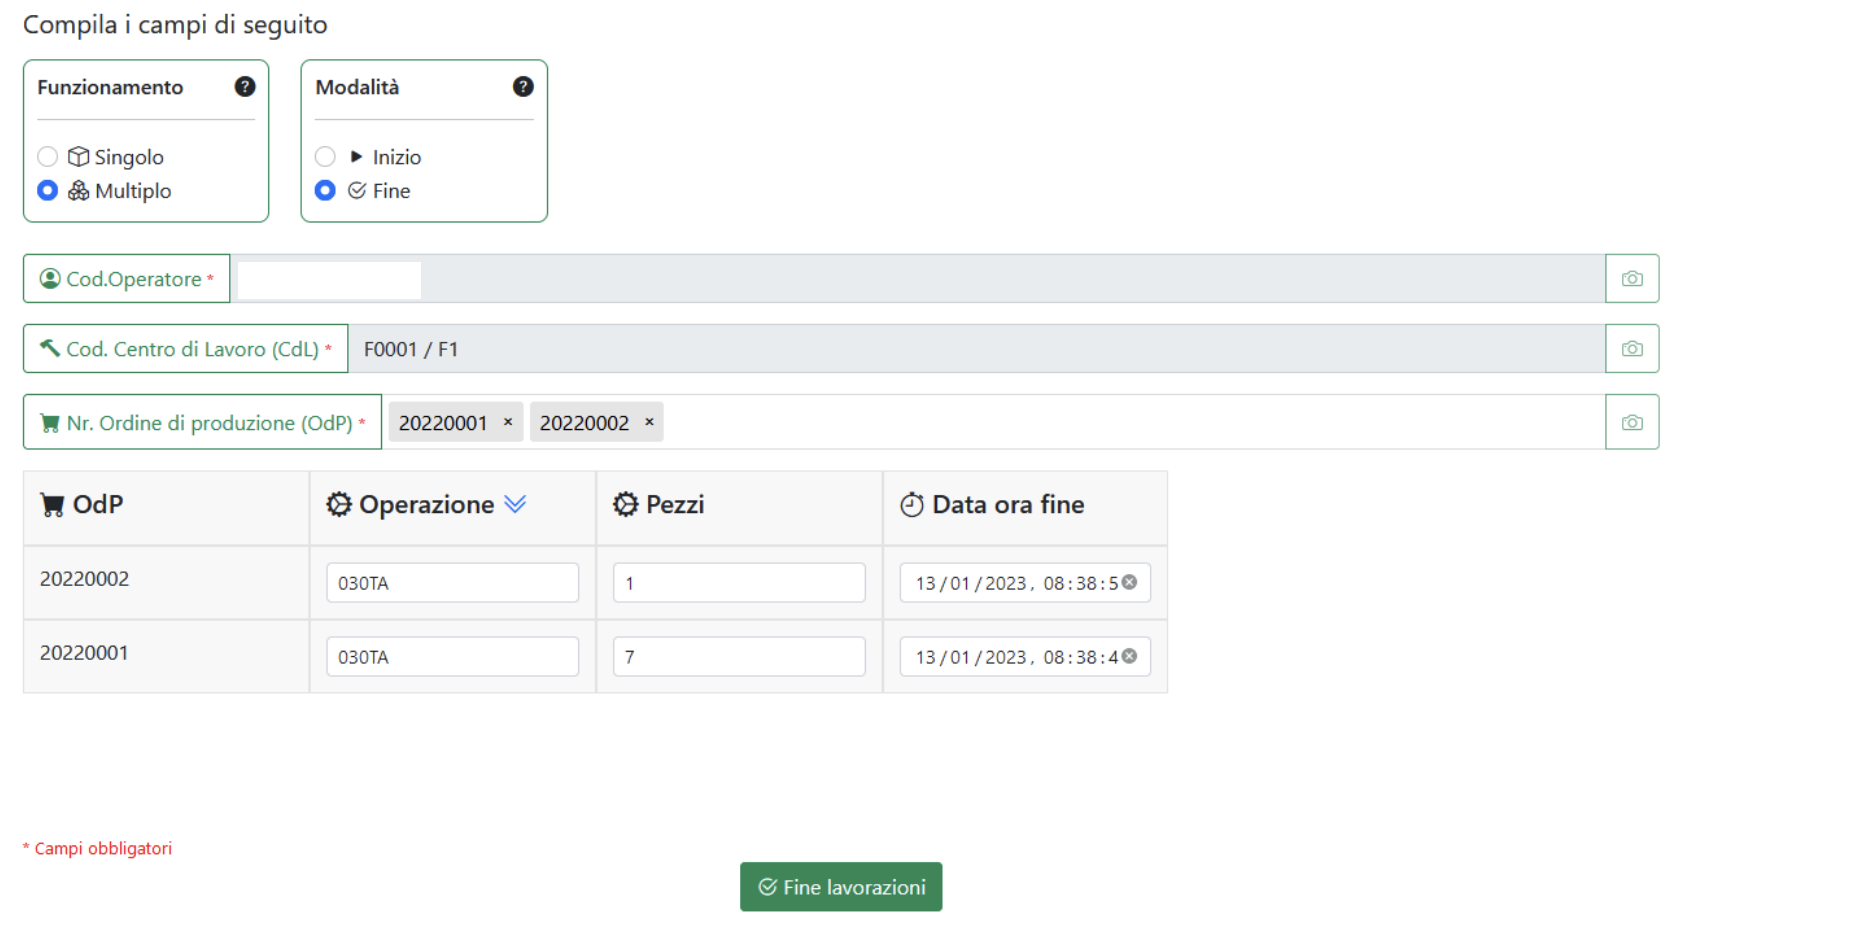 Compila i campi di seguito
Funzionamento
Modalità
Singolo
Multiplo
Inizio
Fine
Cod.Operatore *
Cod. Centro di Lavoro (CdL) * F0001 / F1
Nr. Ordine di produzione (OdP) * 20220001 × 20220002 ×
OdP Operazione Pezzi Data ora fine
20220002 030TA 1 13/01/2023, 08:38:5
20220001 030TA 7 13/01/2023, 08:38:4
* Campi obbligatori
Fine lavorazioni